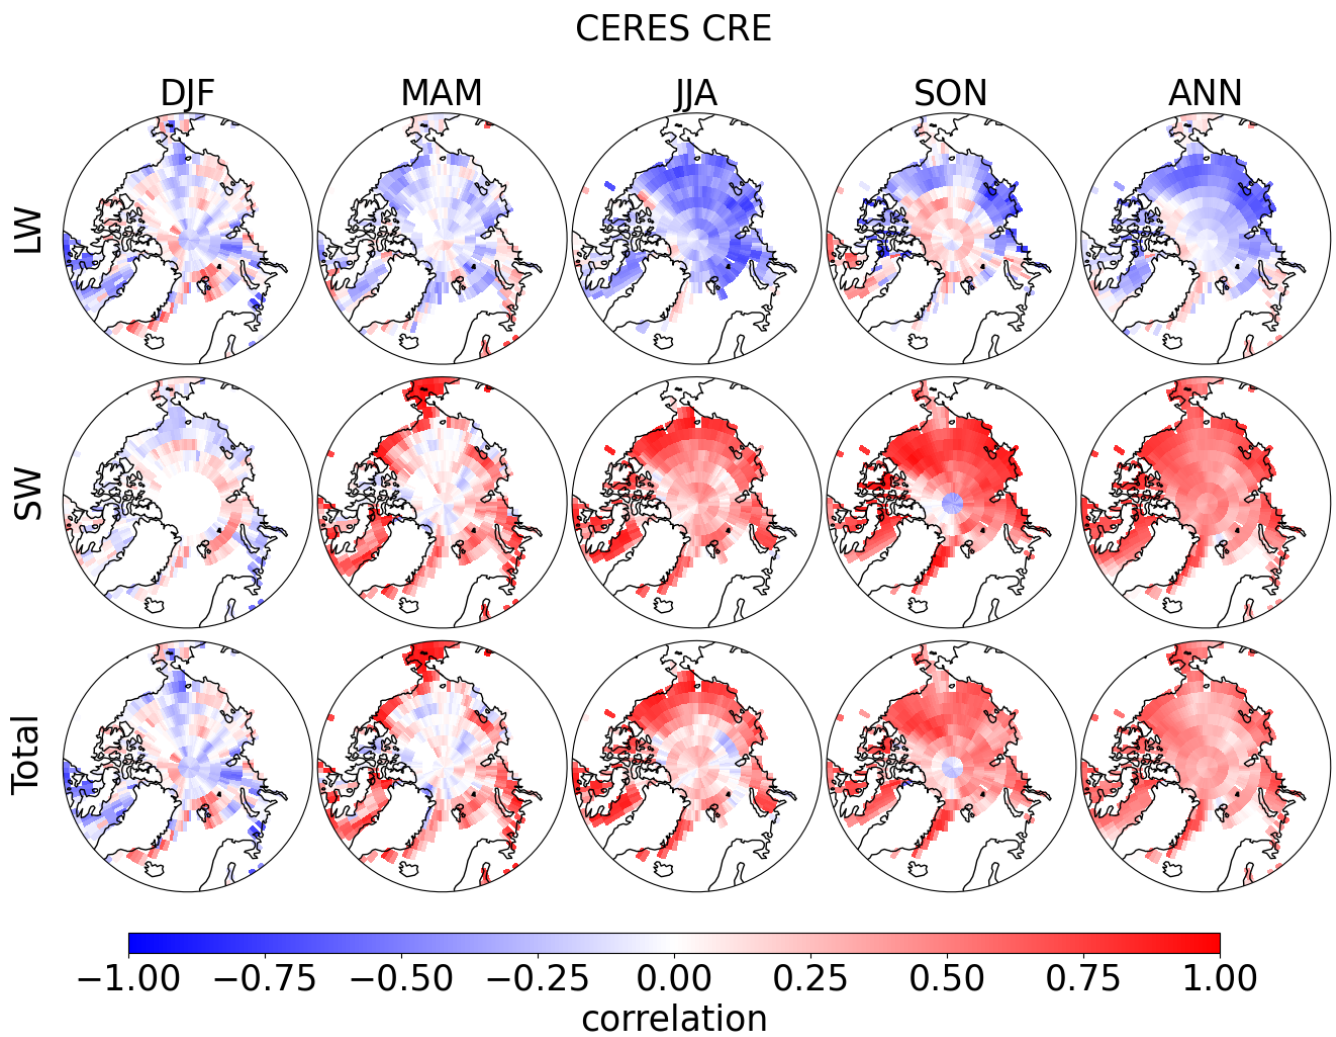 CERES CRE
DJF MAM JJA SON ANN
LW
SW
Total
−1.00 −0.75 −0.50 −0.25 0.00 0.25 0.50 0.75 1.00
correlation